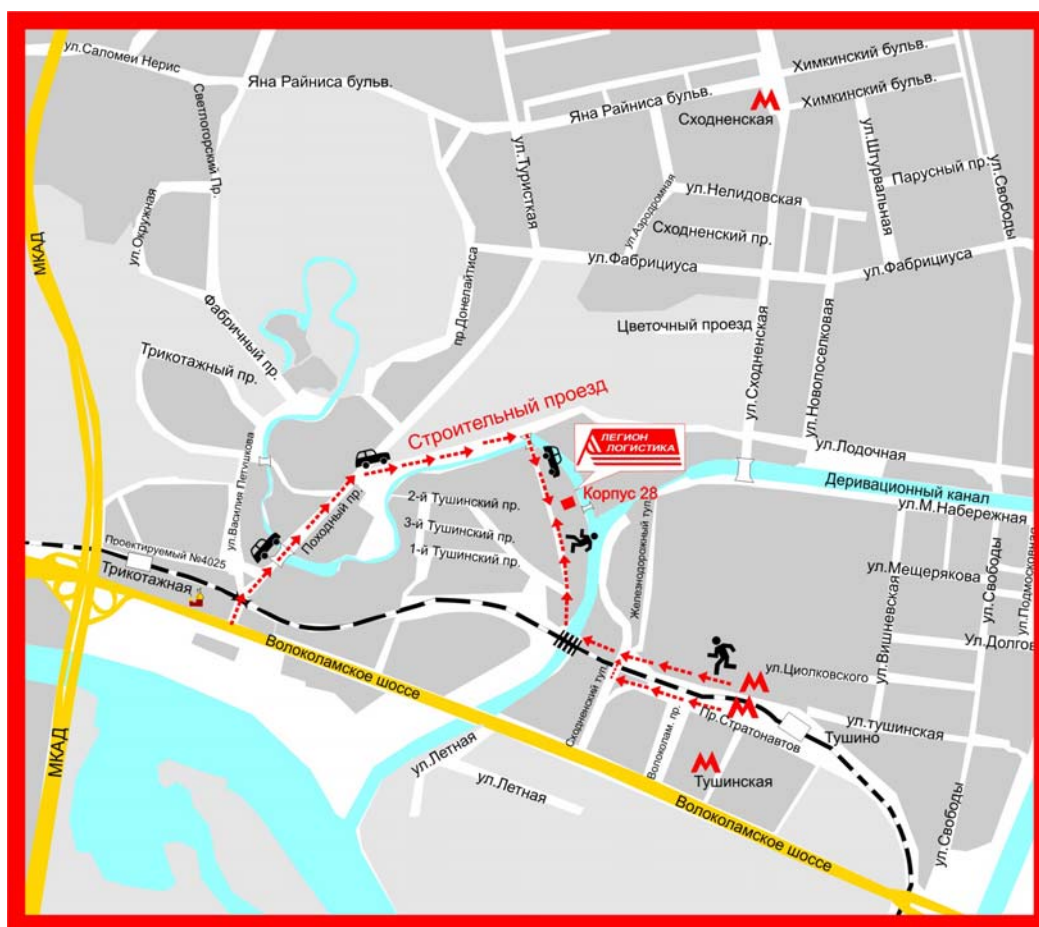 ул.Саломеи Нерис
Яна Райниса бульв.
Светлогорский Пр.
ул.Окружная
МКАД
Фабричный пр.
Трикотажный пр.
ул.Туристкая
пр.Донелайтиса
Яна Райниса бульв.
Сходненская
Химкинский бульв.
Химкинский бульв.
ул.Штурвальная
Парусный пр.
ул.Свободы
ул.Нелидовская
ул.Аэродромная
Сходненский пр.
ул.Фабрициуса
ул.Фабрициуса
Цветочный проезд
ул.Сходненская
ул.Новопоселковая
ул.Лодочная
Строительный проезд
ЛЕГИОН
ЛОГИСТИКА
Корпус 28
Деривационный канал
ул.М.Набережная
ул.Василия Петушкова
Походный пр.
2-й Тушинский пр.
3-й Тушинский пр.
1-й Тушинский пр.
Железнодорожный туп.
Проектируемый №4025
Трикотажная
Волоколамское шоссе
ул.Мещерякова
ул.Вишневская
ул.Свободы
ул.Подмосковная
Ул.Долгов
ул.Циолковского
ул.тушинская
Тушино
Пр.Стратонавтов
Сходненский туп.
Волоколам. пр.
Тушинская
ул.Летная
ул.Летная
МКАД
Волоколамское шоссе
ул.Свободы